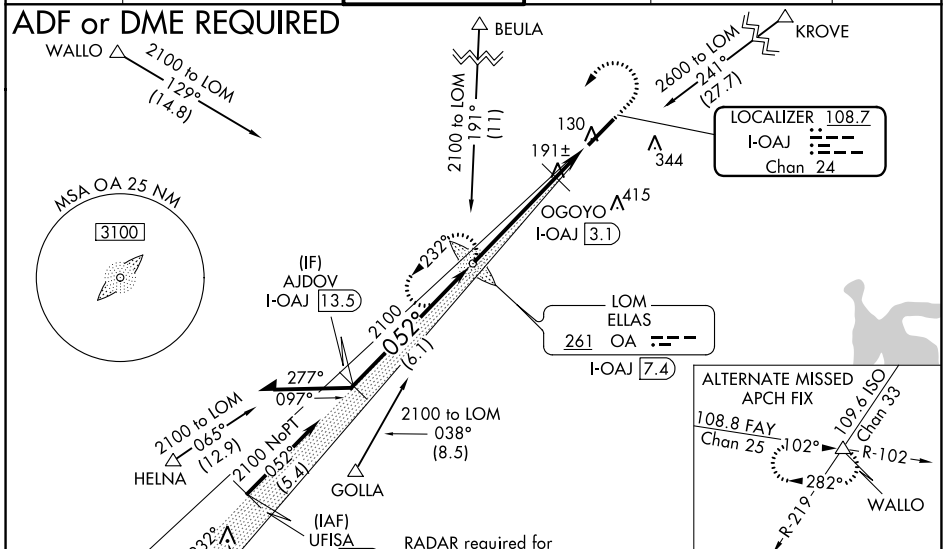 ADF or DME REQUIRED
WALLO
2100 to LOM
129°
(14.8)
BEULA
2100 to LOM
191°
(11)
KROVE
2600 to LOM
241°
(27.7)
LOCALIZER 108.7
I-OAJ
Chan 24
130
191±
344
415
OGOYO
I-OAJ 3.1
MSA OA 25 NM
3100
232°
(IF)
AJDOV
I-OAJ 13.5
2100
052°
(6.1)
LOM
ELLAS
261 OA
I-OAJ 7.4
277°
097°
2100 to LOM
065°
(12.9)
HELNA
2100 NoPT
052°
(5.4)
2100 to LOM
038°
(8.5)
GOLLA
(IAF)
UFISA
RADAR required for
ALTERNATE MISSED
APCH FIX
109.6 ISO
Chan 33
108.8 FAY
Chan 25
102°
R-102
282°
WALLO
R-219